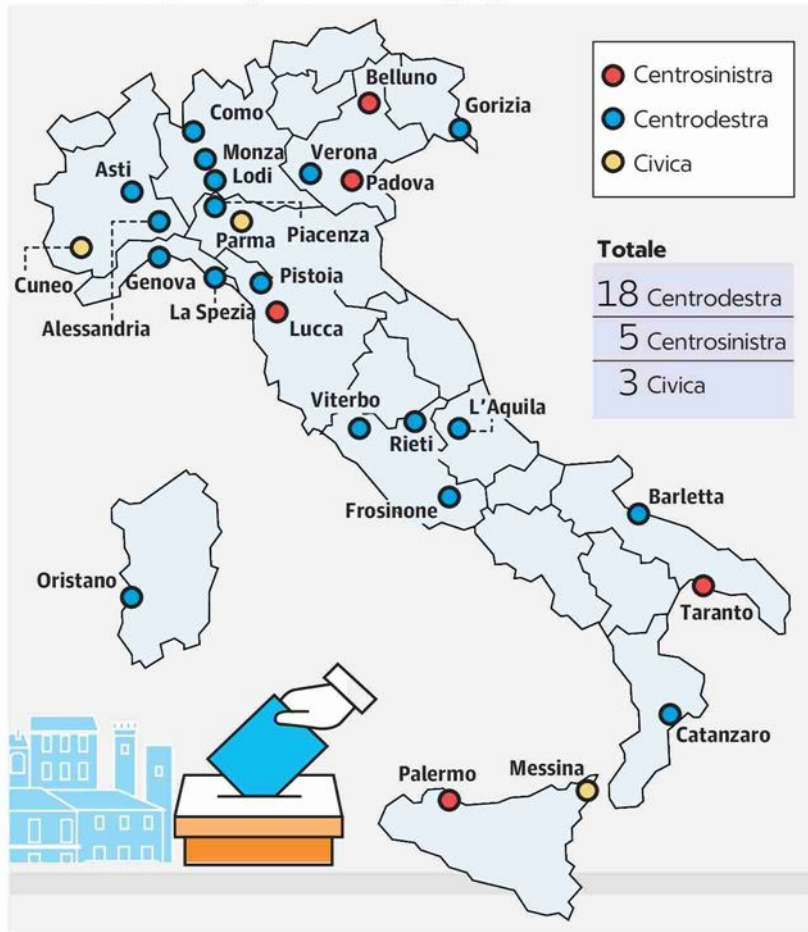 Belluno
Gorizia
Como
Monza
Verona
Asti
Lodi
Padova
Parma
Piacenza
Cuneo
Genova
Pistoia
La Spezia
Alessandria
Lucca
Viterbo
L'Aquila
Rieti
Frosinone
Barletta
Oristano
Taranto
Catanzaro
Messina
Palermo
Centrosinistra
Centrodestra
Civica
Totale
18 Centrodestra
5 Centrosinistra
3 Civica